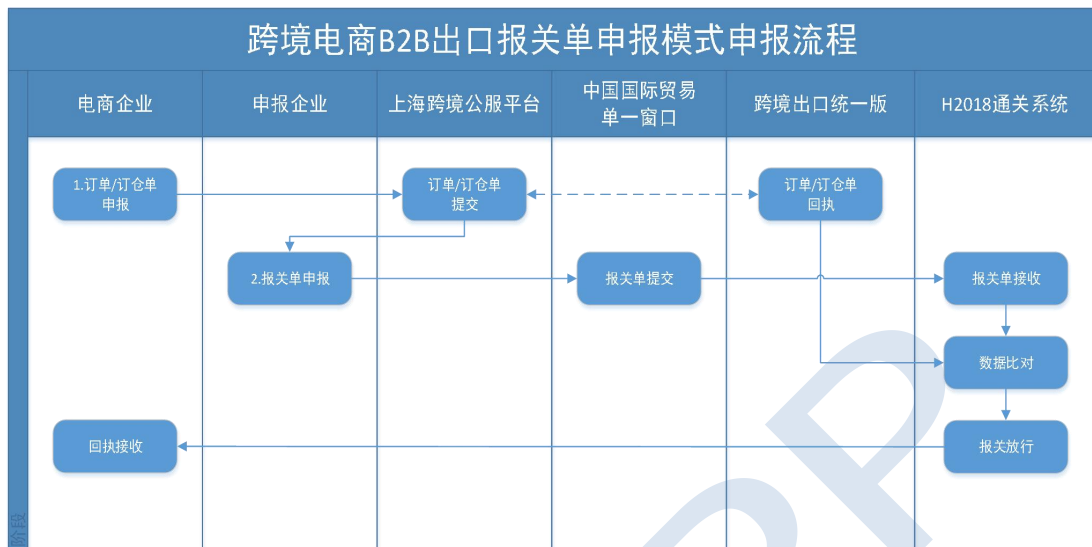 跨境电商B2B出口报关单申报模式申报流程
电商企业
申报企业
上海跨境公服平台
中国国际贸易
单一窗口
跨境出口统一版
H2018通关系统
1.订单/订仓单
申报
订单/订仓单
提交
订单/订仓单
回执
2.报关单申报
报关单提交
报关单接收
数据比对
回执接收
报关放行
阶段